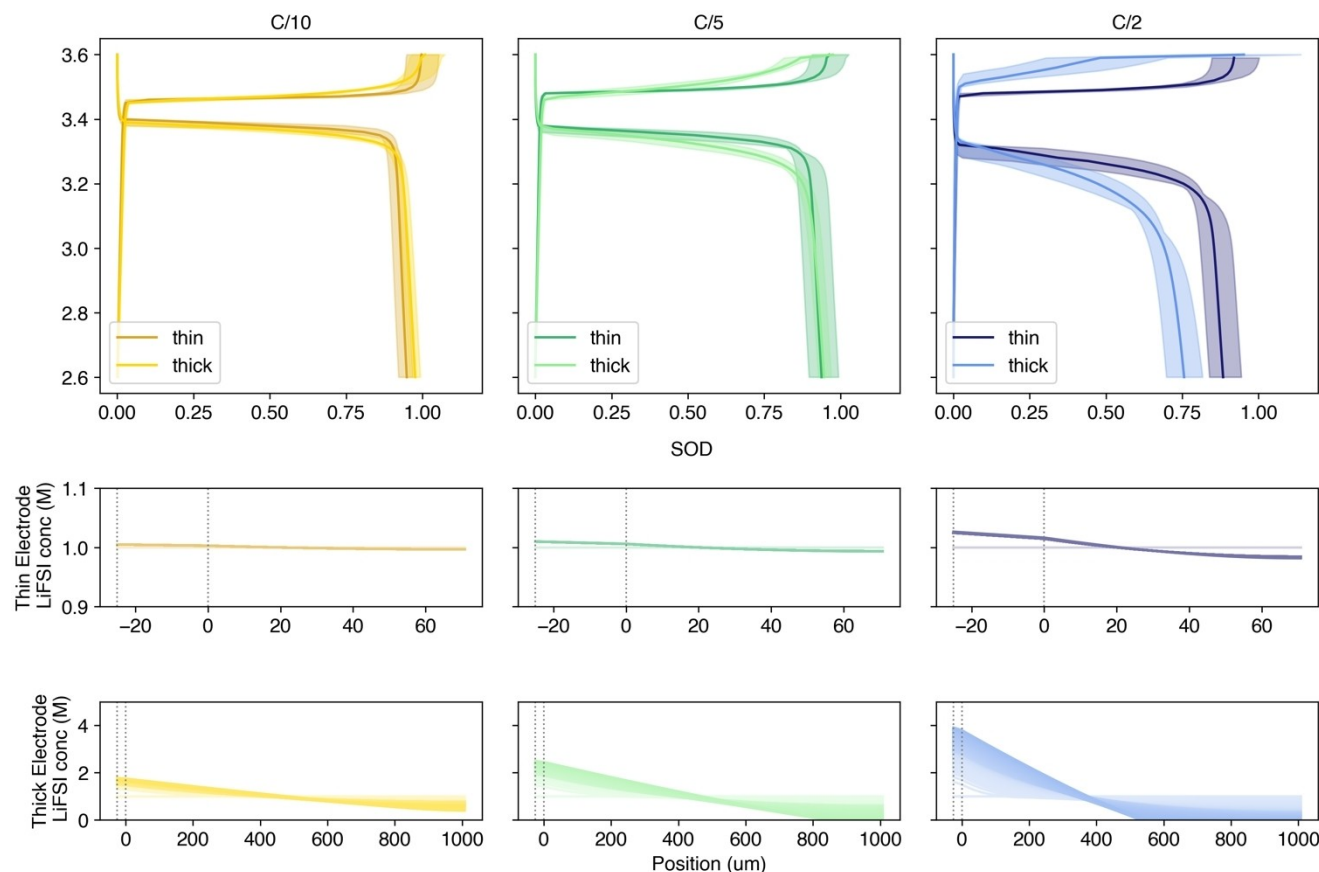 C/10 C/5 C/2
3.6
3.4
3.2
3.0
2.8
2.6
thin
thick
thin
thick
thin
thick
0.00 0.25 0.50 0.75 1.00 0.00 0.25 0.50 0.75 1.00 0.00 0.25 0.50 0.75 1.00
SOD
Thin Electrode
LiFSI conc (M)
1.1
1.0
0.9
−20 0 20 40 60 −20 0 20 40 60 −20 0 20 40 60
Thick Electrode
LiFSI conc (M)
4
2
0
0 200 400 600 800 1000 0 200 400 600 800 1000 0 200 400 600 800 1000
Position (um)